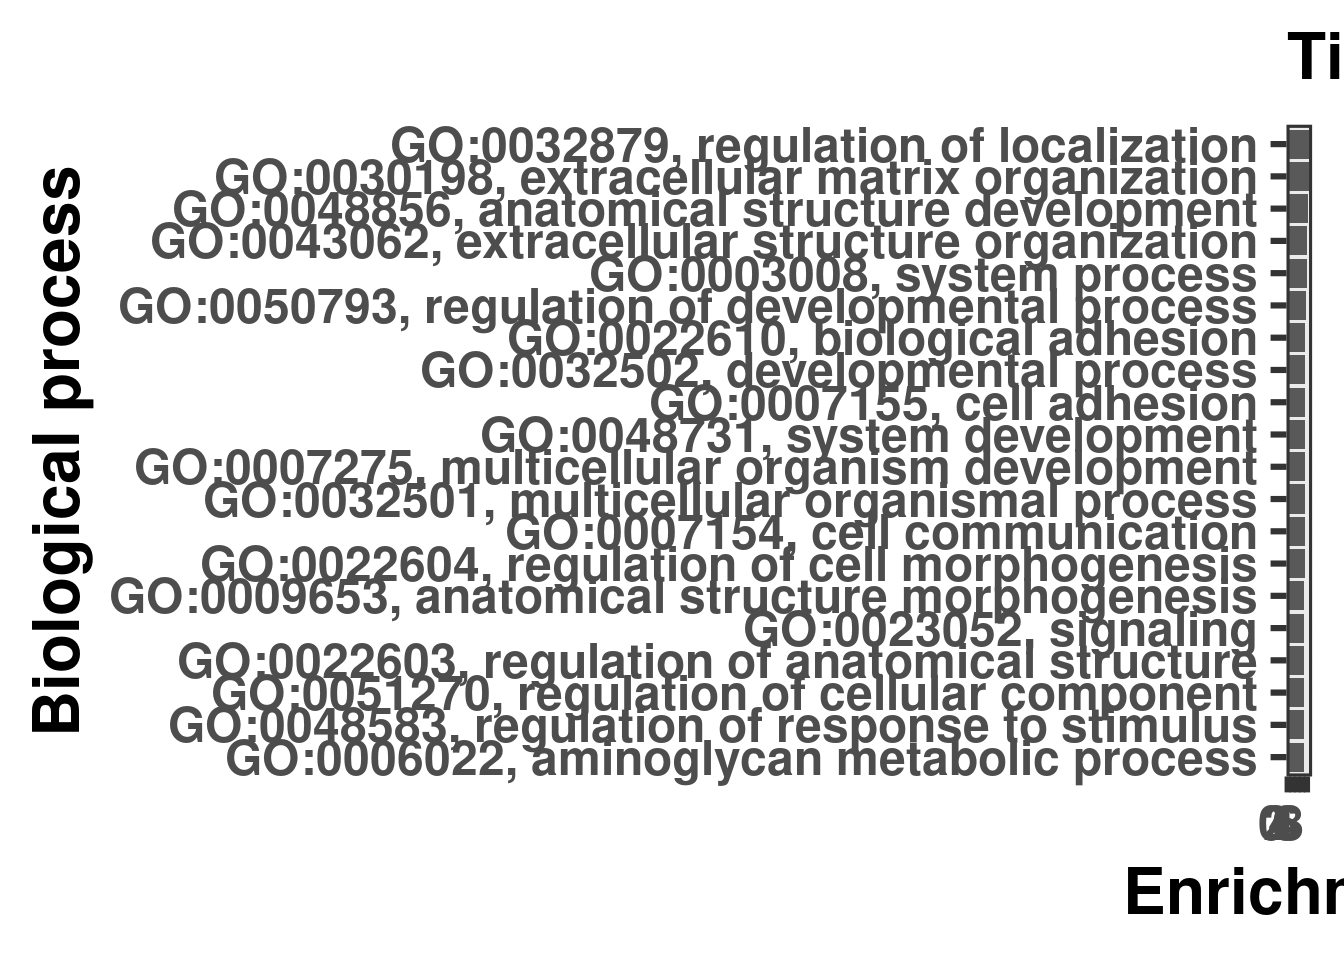 Ti
Biological process
GO:0032879, regulation of localization
GO:0030198, extracellular matrix organization
GO:0048856, anatomical structure development
GO:0043062, extracellular structure organization
GO:0003008, system process
GO:0050793, regulation of developmental process
GO:0022610, biological adhesion
GO:0032502, developmental process
GO:0007155, cell adhesion
GO:0048731, system development
GO:0007275, multicellular organism development
GO:0032501, multicellular organismal process
GO:0007154, cell communication
GO:0022604, regulation of cell morphogenesis
GO:0009653, anatomical structure morphogenesis
GO:0023052, signaling
GO:0022603, regulation of anatomical structure
GO:0051270, regulation of cellular component
GO:0048583, regulation of response to stimulus
GO:0006022, aminoglycan metabolic process